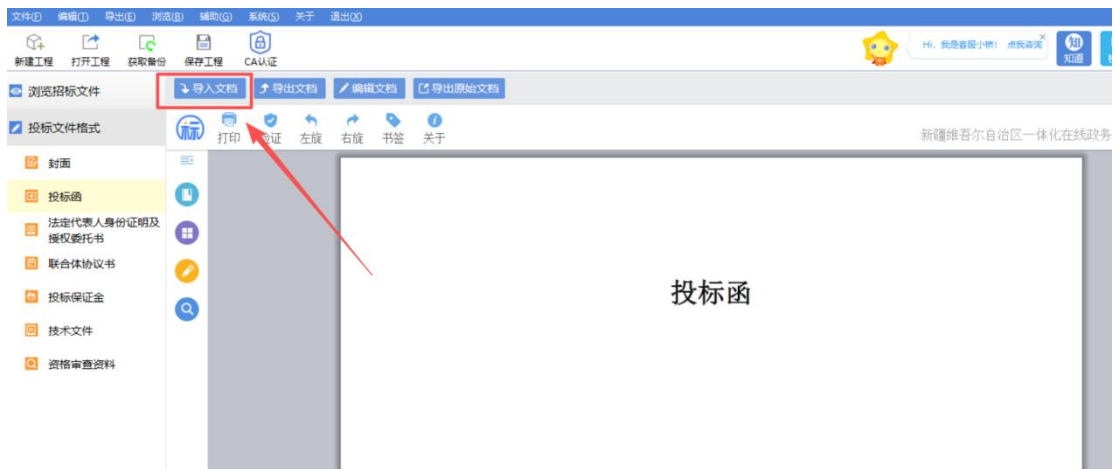 文件(F) 编辑(T) 导出(E) 浏览(B) 辅助(G) 系统(S) 关于 退出(X)
新建工程 打开工程 获取备份 保存工程 CA认证
Hi，我是客服小桥！ 点我咨询
知
知道
浏览招标文件
导入文档 导出文档 编辑文档 导出原始文档
投标文件格式
标 打印 验证 左旋 右旋 书签 关于
新疆维吾尔自治区一体化在线政务
封面
投标函
法定代表人身份证明及
授权委托书
联合体协议书
投标保证金
技术文件
资格审查资料
投标函